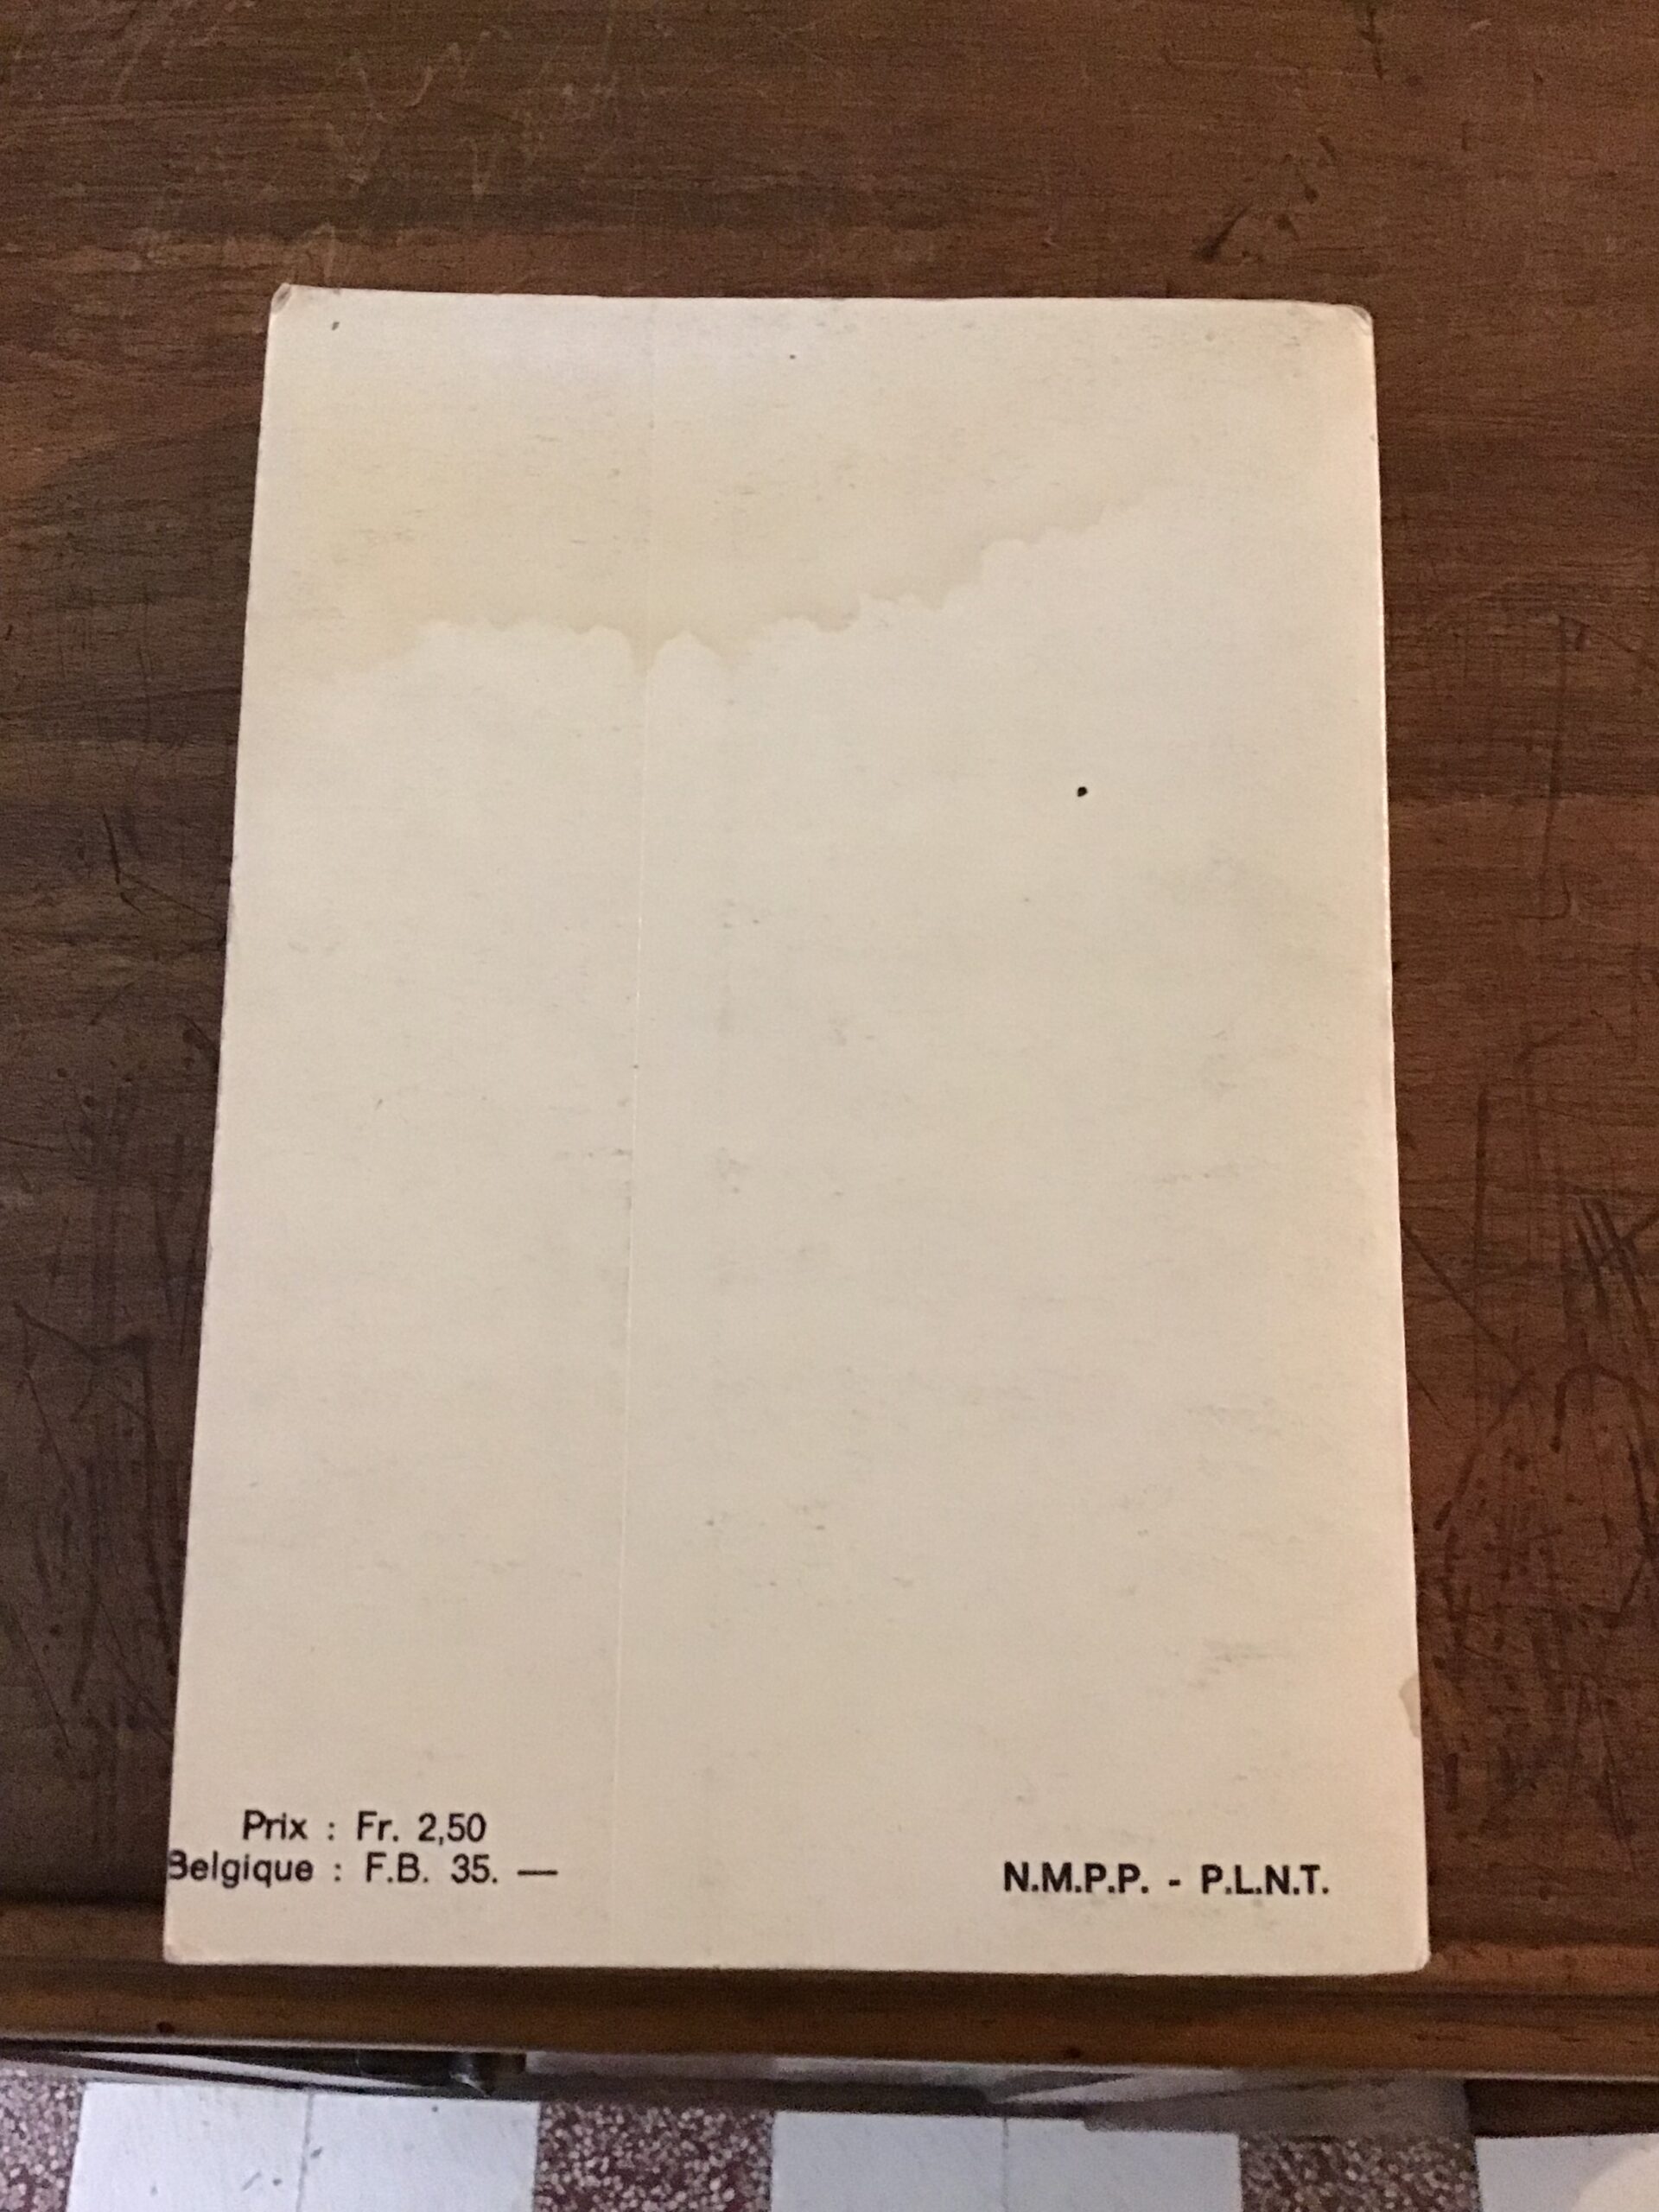 Prix : Fr. 2,50
Belgique : F.B. 35. —
N.M.P.P. - P.L.N.T.